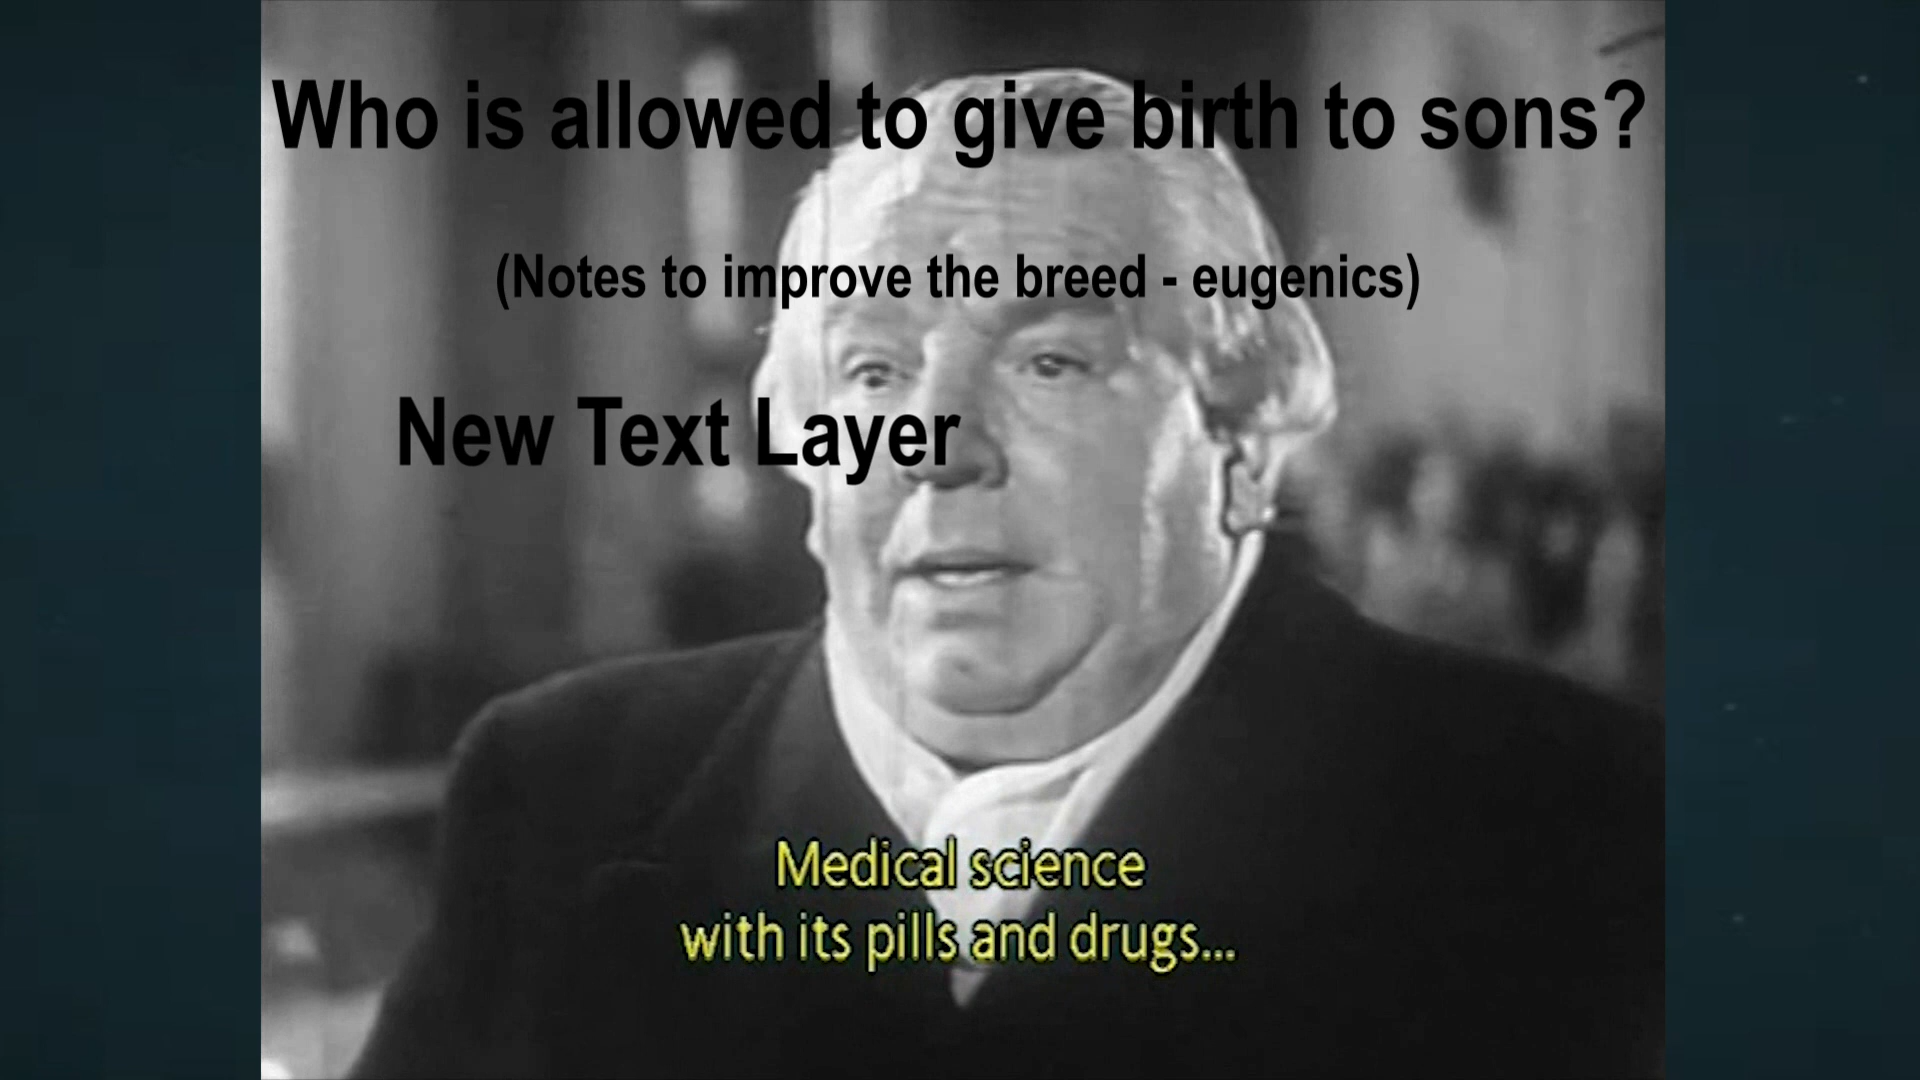 Who is allowed to give birth to sons?
(Notes to improve the breed - eugenics)
New Text Layer
Medical science
with its pills and drugs...